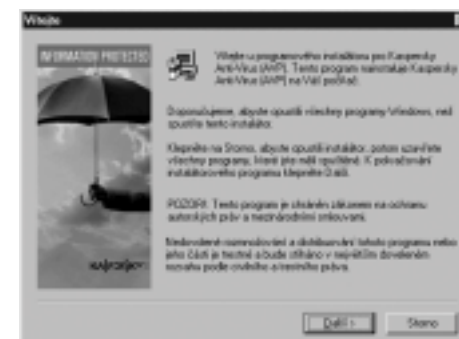 Vítejte
INFORMATION PROTECTED
Vítejte u programového instalátoru pro Kaspersky
Anti-Virus (AVP). Tento program nainstaluje Kaspersky
Anti-Virus (AVP) na Váš počítač.
Doporučujeme, abyste opustili všechny programy Windows, než
spustíte tento instalátor.
Klepněte na Storno, abyste opustili instalátor, potom uzavřete
všechny programy, které jste měli spuštěné. K pokračování
instalátorového programu klepněte Další.
POZOR!: Tento program je chráněn zákonem na ochranu
autorských práv a mezinárodními smlouvami.
Nedovolené rozmnožování a distribuování tohoto programu nebo
jeho části je trestné a bude stíháno v největším dovoleném
rozsahu podle civilního a trestního práva.
KASPERSKY
Další >
Storno